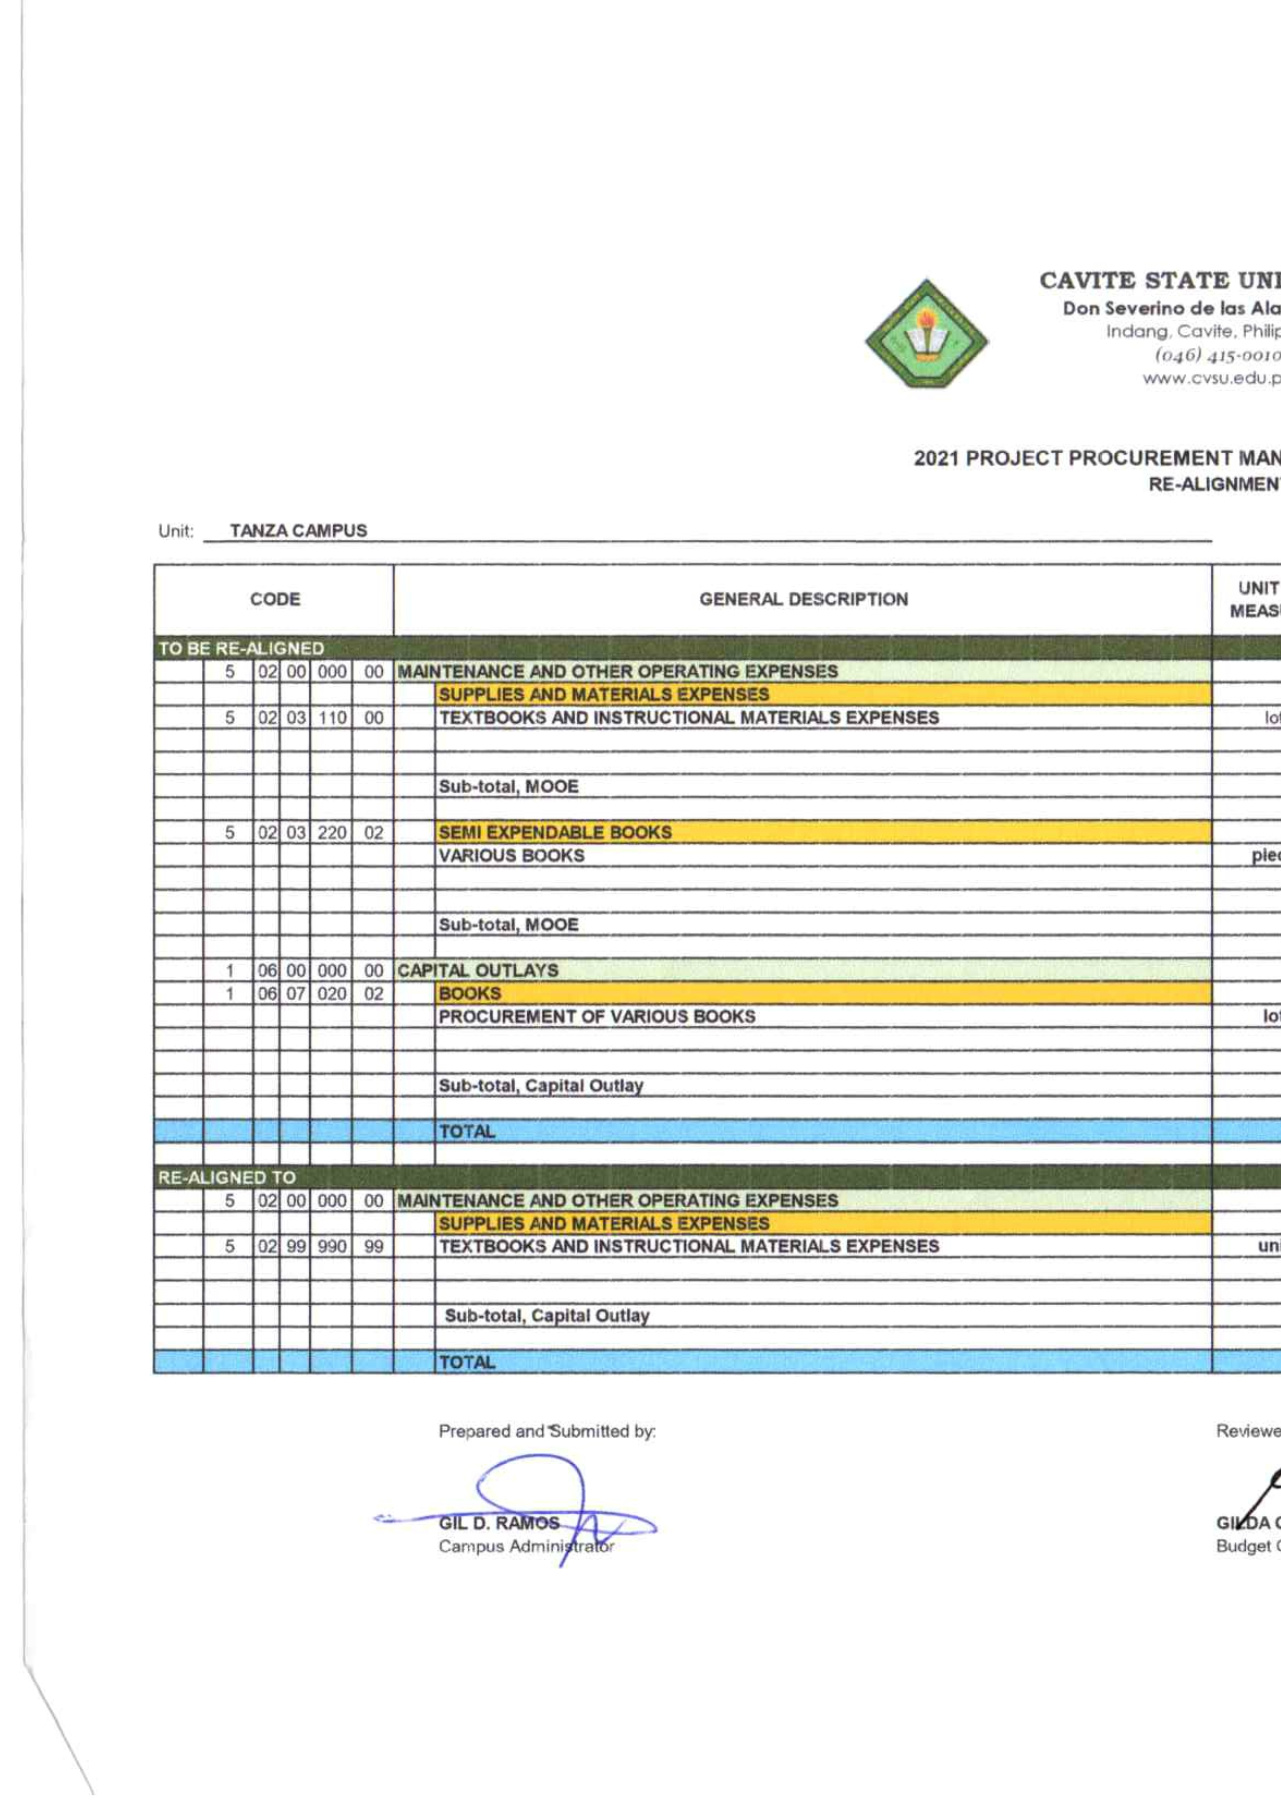 CAVITE STATE UNI
Don Severino de las Ala
Indang, Cavite, Philip
(046) 415-0010
www.cvsu.edu.p
2021 PROJECT PROCUREMENT MAN
RE-ALIGNMENT
Unit: TANZA CAMPUS
CODE GENERAL DESCRIPTION UNIT
MEASU
TO BE RE-ALIGNED
5 02 00 000 00 MAINTENANCE AND OTHER OPERATING EXPENSES
SUPPLIES AND MATERIALS EXPENSES
5 02 03 110 00 TEXTBOOKS AND INSTRUCTIONAL MATERIALS EXPENSES lot
Sub-total, MOOE
5 02 03 220 02 SEMI EXPENDABLE BOOKS
VARIOUS BOOKS piec
Sub-total, MOOE
1 06 00 000 00 CAPITAL OUTLAYS
1 06 07 020 02 BOOKS
PROCUREMENT OF VARIOUS BOOKS lot
Sub-total, Capital Outlay
TOTAL
RE-ALIGNED TO
5 02 00 000 00 MAINTENANCE AND OTHER OPERATING EXPENSES
SUPPLIES AND MATERIALS EXPENSES
5 02 99 990 99 TEXTBOOKS AND INSTRUCTIONAL MATERIALS EXPENSES uni
Sub-total, Capital Outlay
TOTAL
Prepared and Submitted by: Reviewe
GIL D. RAMOS GILDA
Campus Administrator Budget